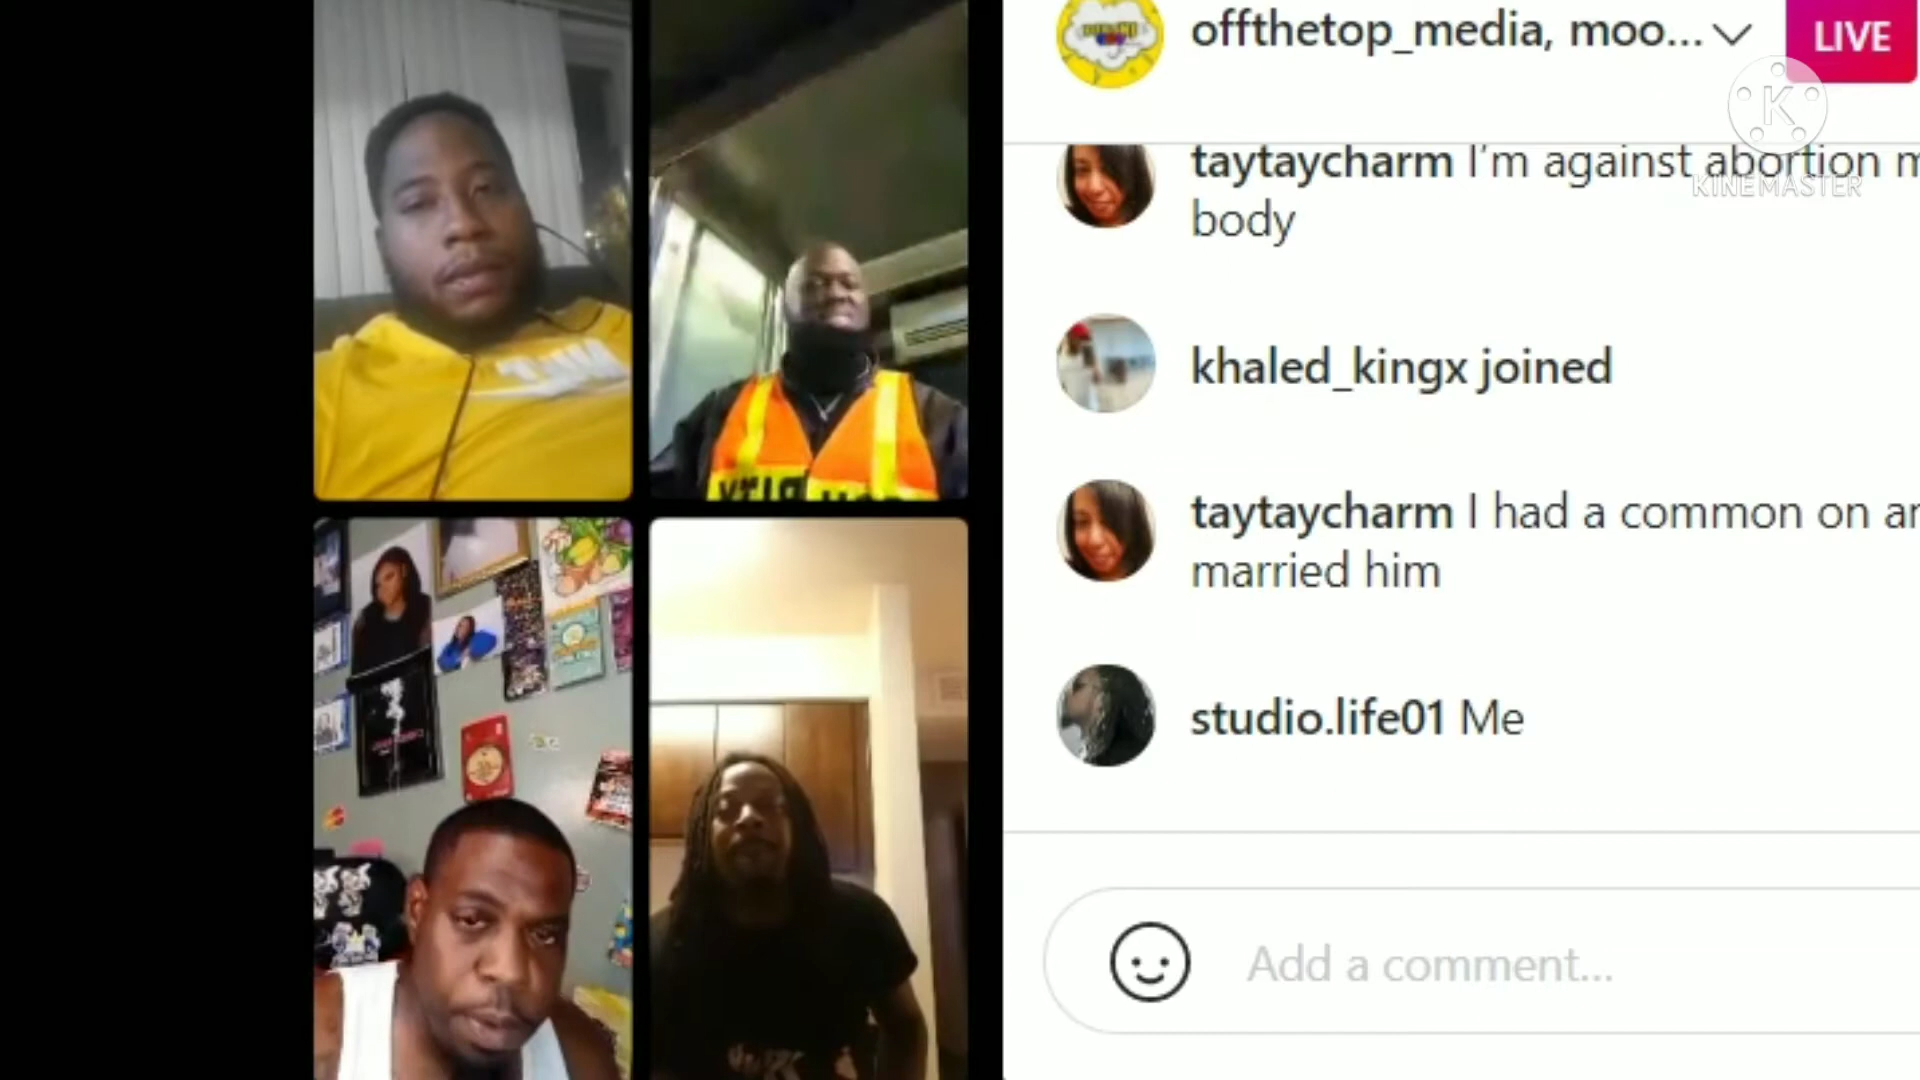 offthetop_media, moo...
LIVE
K
KINEMASTER
taytaycharm I'm against abortion m
body
khaled_kingx joined
taytaycharm I had a common on ar
married him
studio.life01 Me
Add a comment...